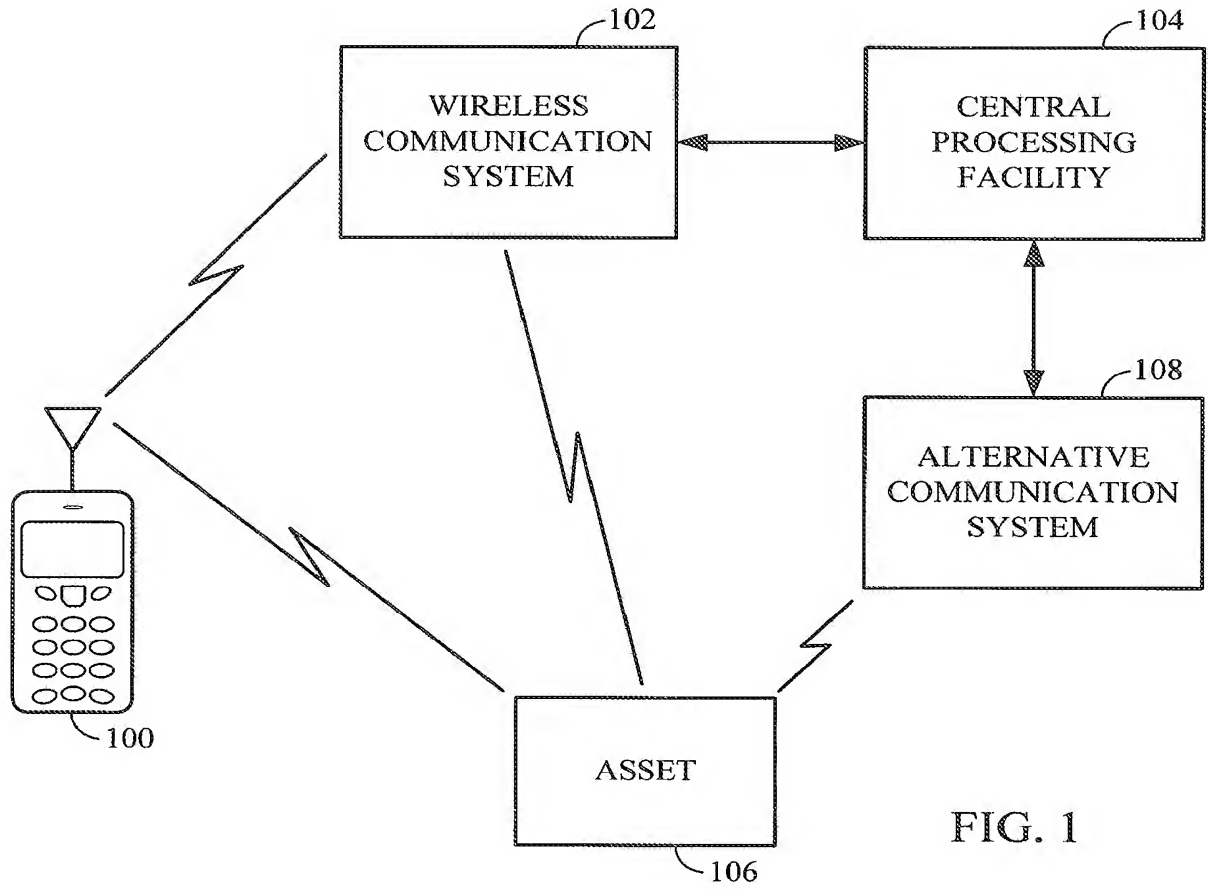 102
WIRELESS
COMMUNICATION
SYSTEM
104
CENTRAL
PROCESSING
FACILITY
108
ALTERNATIVE
COMMUNICATION
SYSTEM
100
ASSET
106
FIG. 1